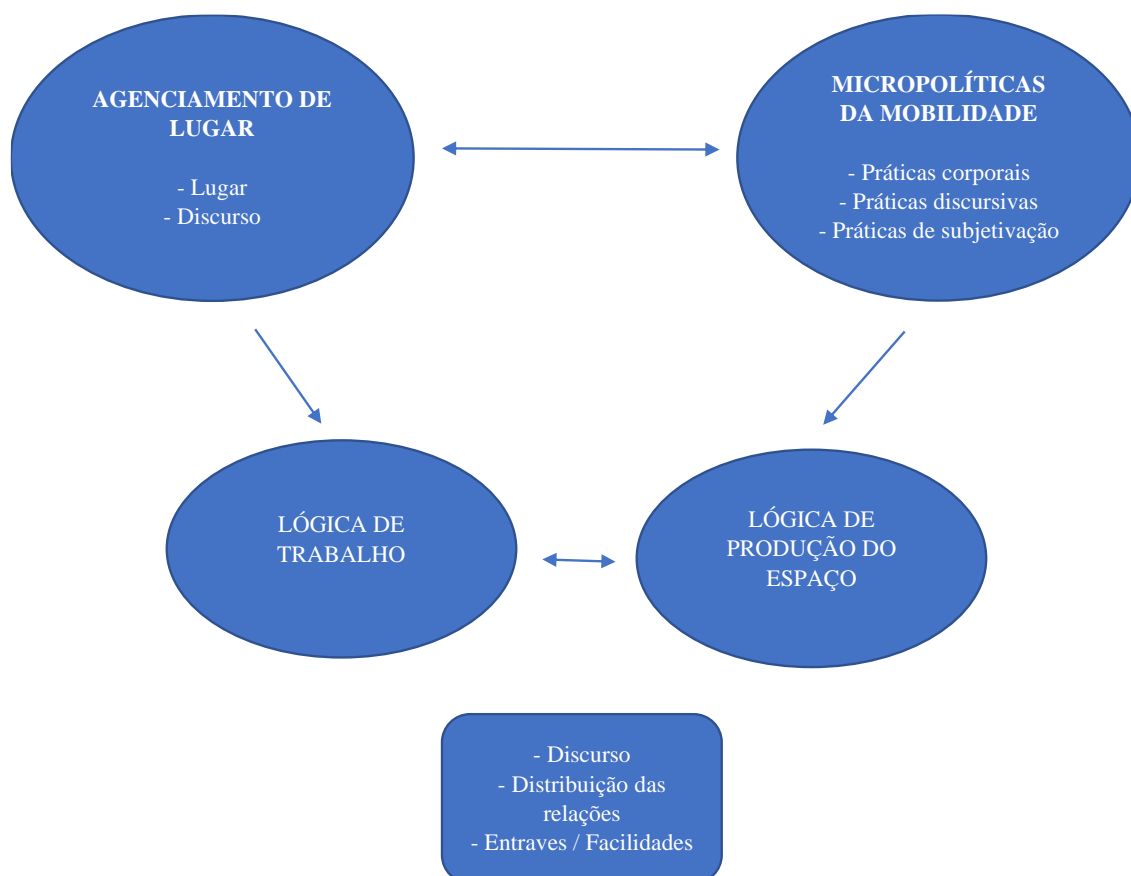 AGENCIAMENTO DE
LUGAR
- Lugar
- Discurso
MICROPOLÍTICAS
DA MOBILIDADE
- Práticas corporais
- Práticas discursivas
- Práticas de subjetivação
LÓGICA DE
TRABALHO
LÓGICA DE
PRODUÇÃO DO
ESPAÇO
- Discurso
- Distribuição das
relações
- Entraves / Facilidades